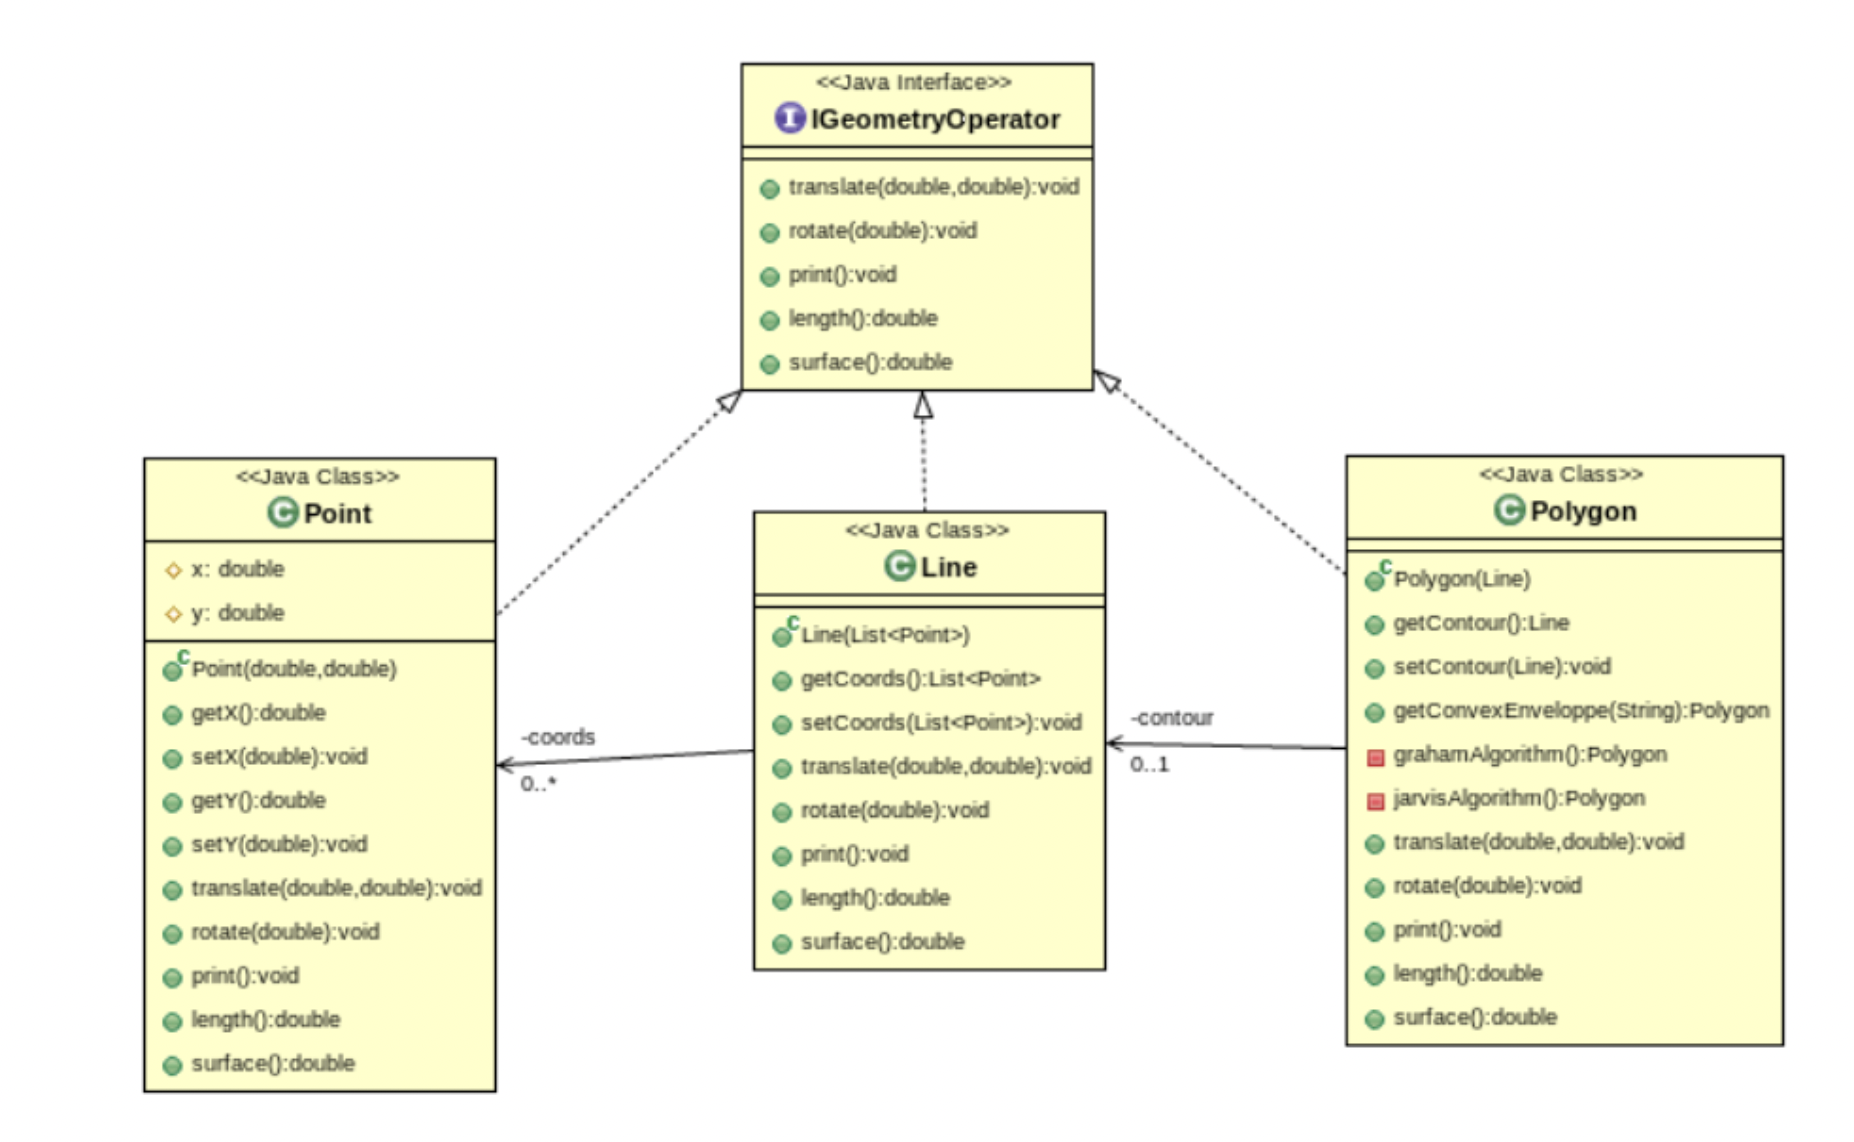 <<Java Interface>>
I IGeometryOperator
translate(double,double):void
rotate(double):void
print():void
length():double
surface():double
<<Java Class>>
C Point
x: double
y: double
c Point(double,double)
getX():double
setX(double):void
getY():double
setY(double):void
translate(double,double):void
rotate(double):void
print():void
length():double
surface():double
-coords
0..*
<<Java Class>>
C Line
c Line(List<Point>)
getCoords():List<Point>
setCoords(List<Point>):void
translate(double,double):void
rotate(double):void
print():void
length():double
surface():double
-contour
0..1
<<Java Class>>
C Polygon
c Polygon(Line)
getContour():Line
setContour(Line):void
getConvexEnveloppe(String):Polygon
grahamAlgorithm():Polygon
jarvisAlgorithm():Polygon
translate(double,double):void
rotate(double):void
print():void
length():double
surface():double